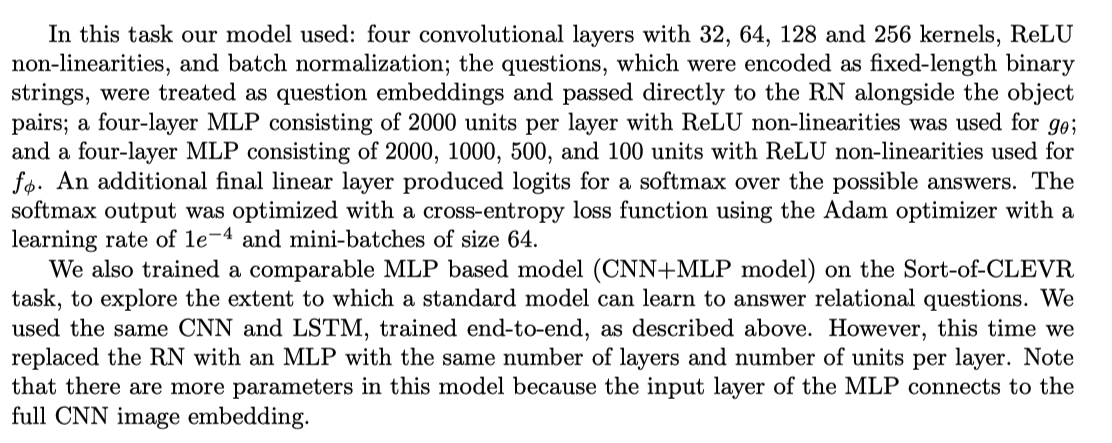 In this task our model used: four convolutional layers with 32, 64, 128 and 256 kernels, ReLU
non-linearities, and batch normalization; the questions, which were encoded as fixed-length binary
strings, were treated as question embeddings and passed directly to the RN alongside the object
pairs; a four-layer MLP consisting of 2000 units per layer with ReLU non-linearities was used for gθ;
and a four-layer MLP consisting of 2000, 1000, 500, and 100 units with ReLU non-linearities used for
fϕ. An additional final linear layer produced logits for a softmax over the possible answers. The
softmax output was optimized with a cross-entropy loss function using the Adam optimizer with a
learning rate of 1e⁻⁴ and mini-batches of size 64.
We also trained a comparable MLP based model (CNN+MLP model) on the Sort-of-CLEVR
task, to explore the extent to which a standard model can learn to answer relational questions. We
used the same CNN and LSTM, trained end-to-end, as described above. However, this time we
replaced the RN with an MLP with the same number of layers and number of units per layer. Note
that there are more parameters in this model because the input layer of the MLP connects to the
full CNN image embedding.